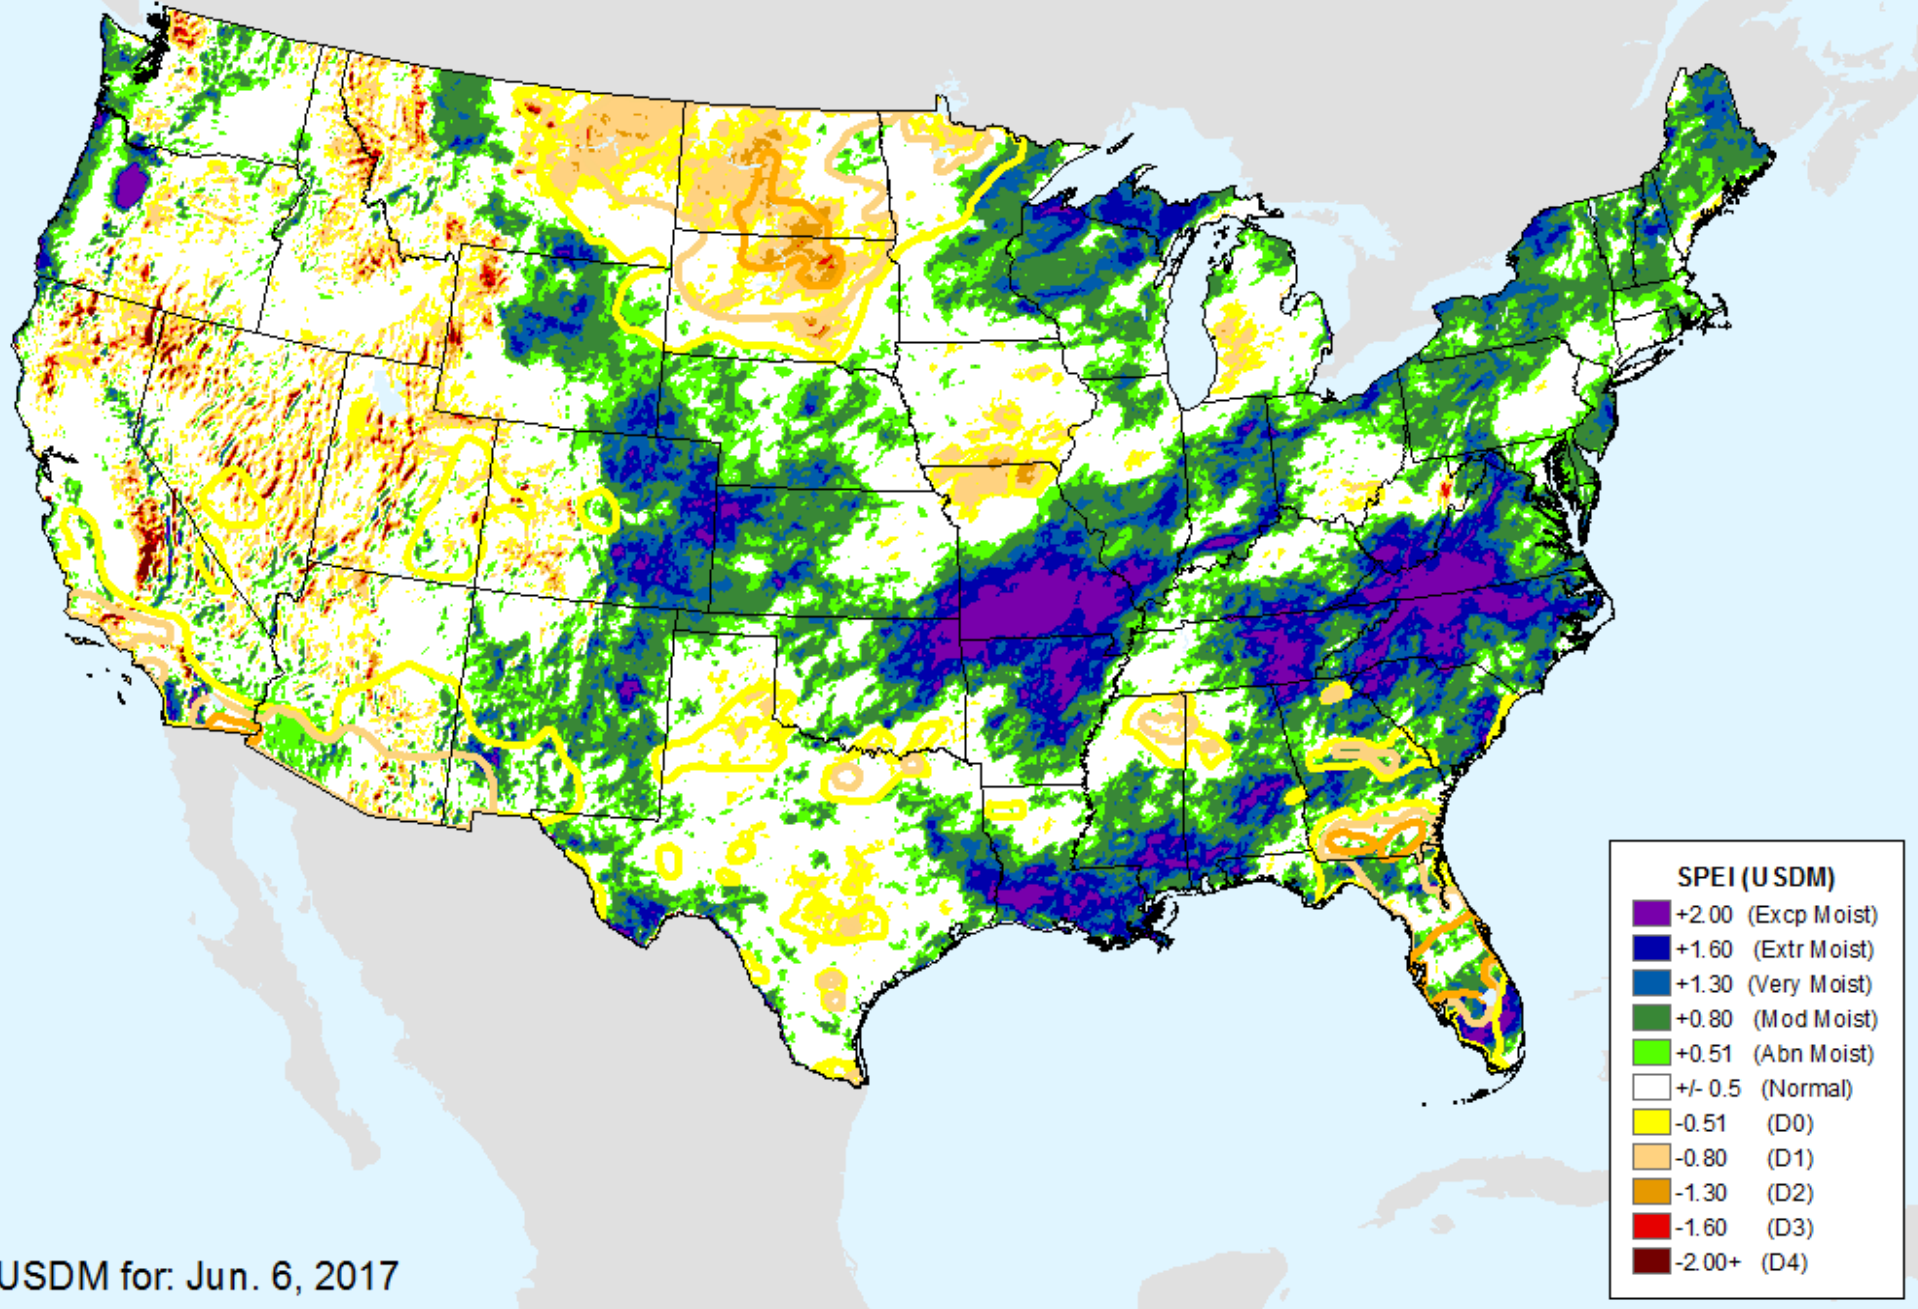 SPEI (USDM)
+2.00 (Excp Moist)
+1.60 (Extr Moist)
+1.30 (Very Moist)
+0.80 (Mod Moist)
+0.51 (Abn Moist)
+/- 0.5 (Normal)
-0.51 (D0)
-0.80 (D1)
-1.30 (D2)
-1.60 (D3)
-2.00+ (D4)
USDM for: Jun. 6, 2017